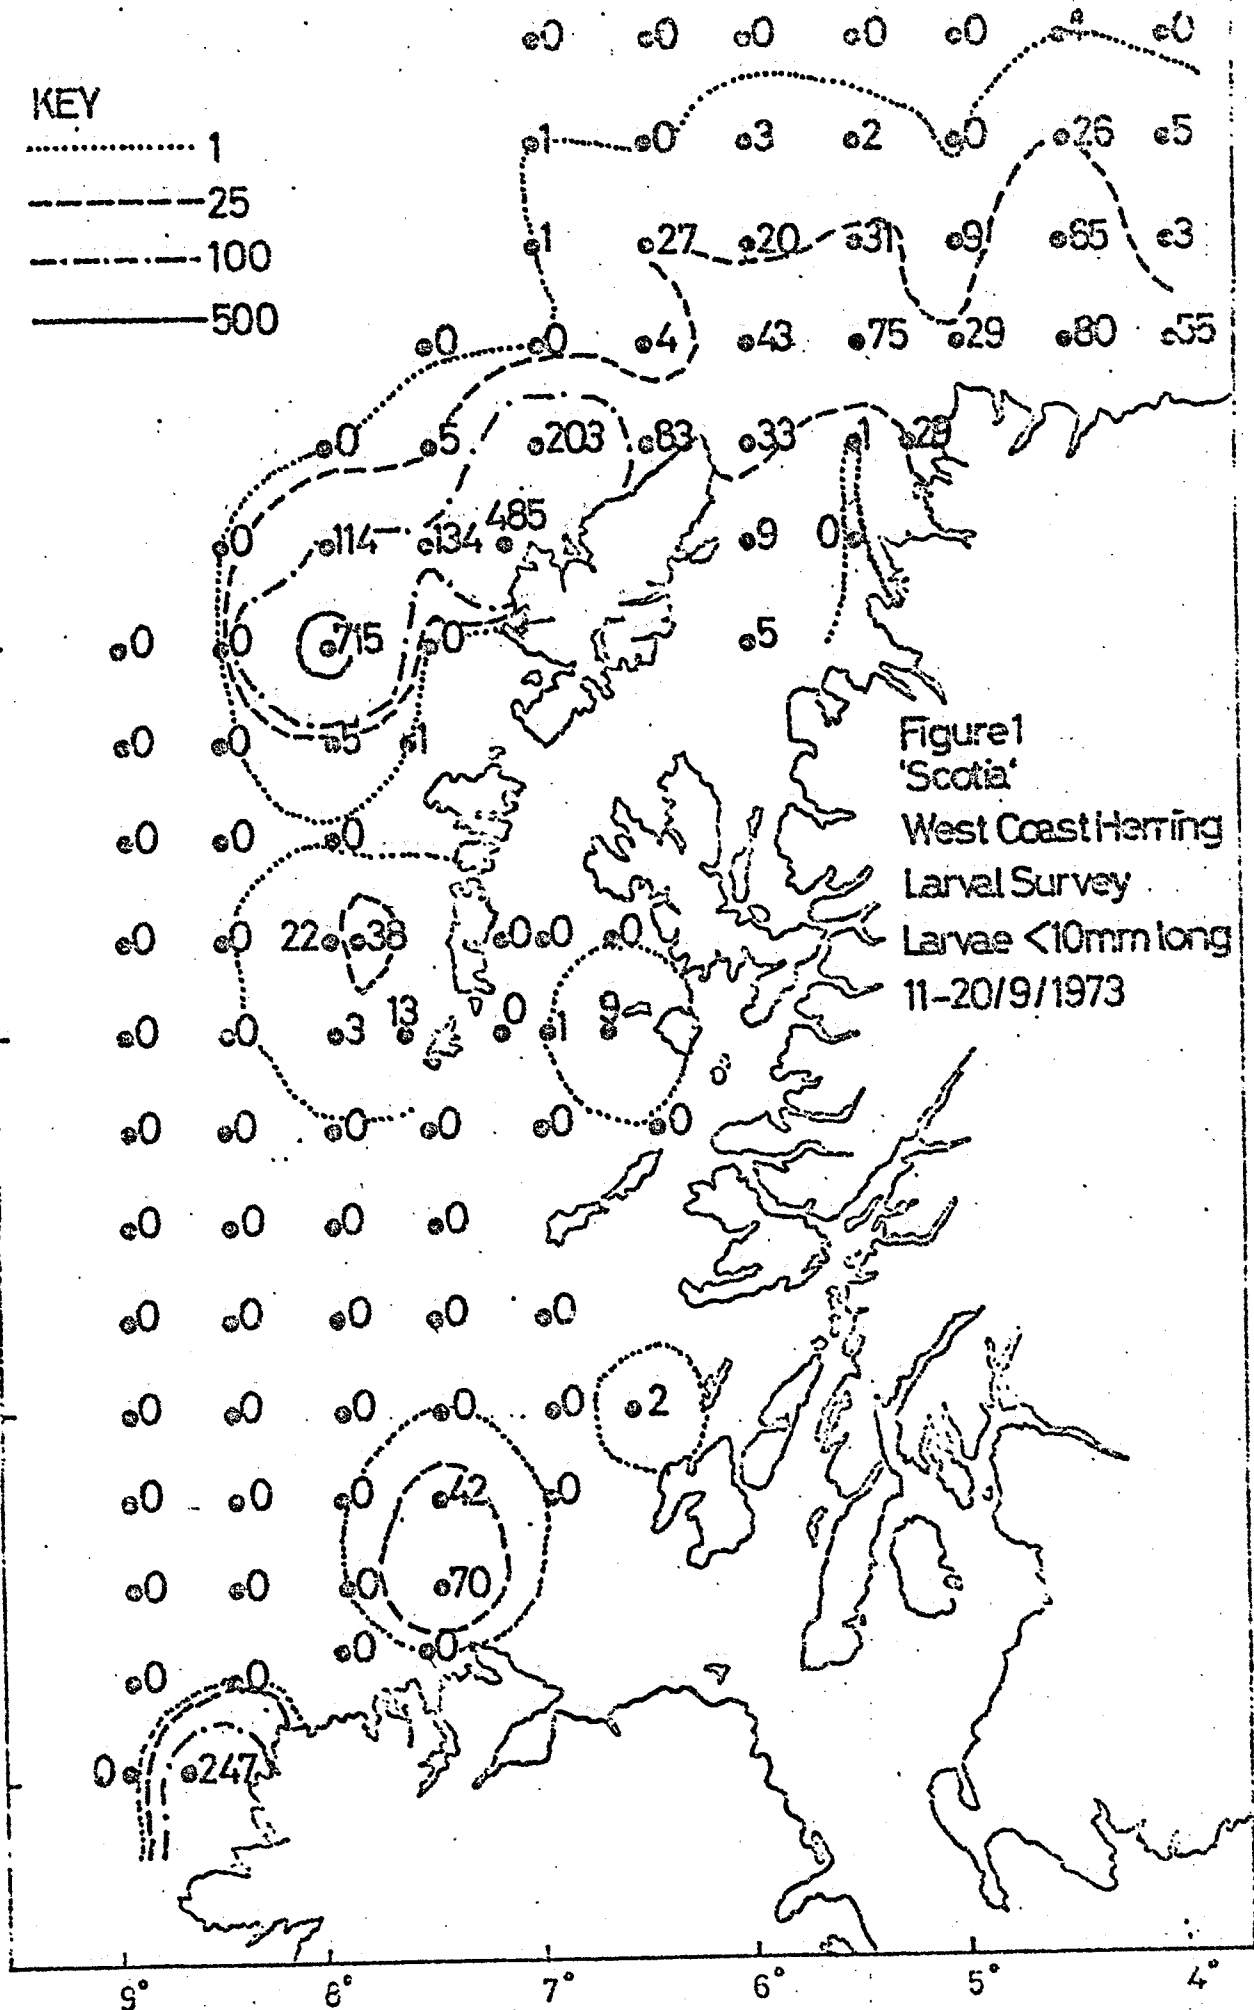 0 0 0 0 0 0
KEY
1
1 0 3 2 0 26 5
25
1 27 20 31 9 65 3
100
500
0 0 4 43 75 29 80 55
0 5 203 83 33 1 29
485
0 114 134 9 0
0 0 715 0 5
0 0 5 1
Figure 1
'Scotia'
West Coast Herring
Larval Survey
Larvae <10mm long
11-20/9/1973
0 0 0
0 0 22 38 0 0 0
13 0 9
0 0 3 1
0 0 0 0 0 0
0 0 0 0
0 0 0 0 0
0 0 0 0 0 2
0 0 0 42 0
0 0 0 70
0 0
0 0
0 247
9° 8° 7° 6° 5° 4°